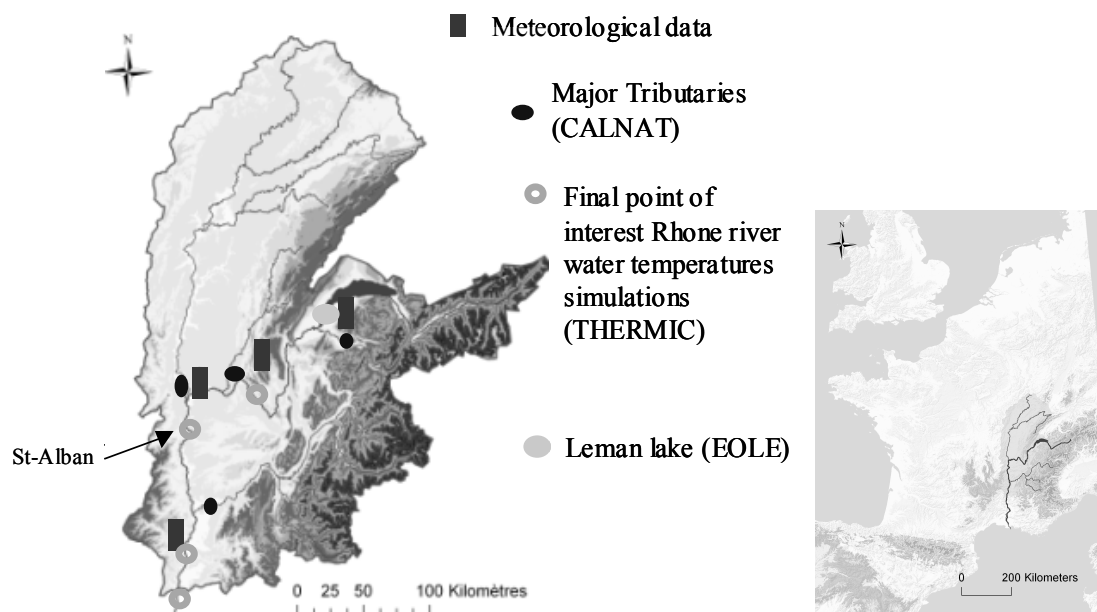 N
Meteorological data
Major Tributaries
(CALNAT)
Final point of
interest Rhone river
water temperatures
simulations
(THERMIC)
St-Alban
Leman lake (EOLE)
0 25 50 100 Kilomètres
N
0 200 Kilometers